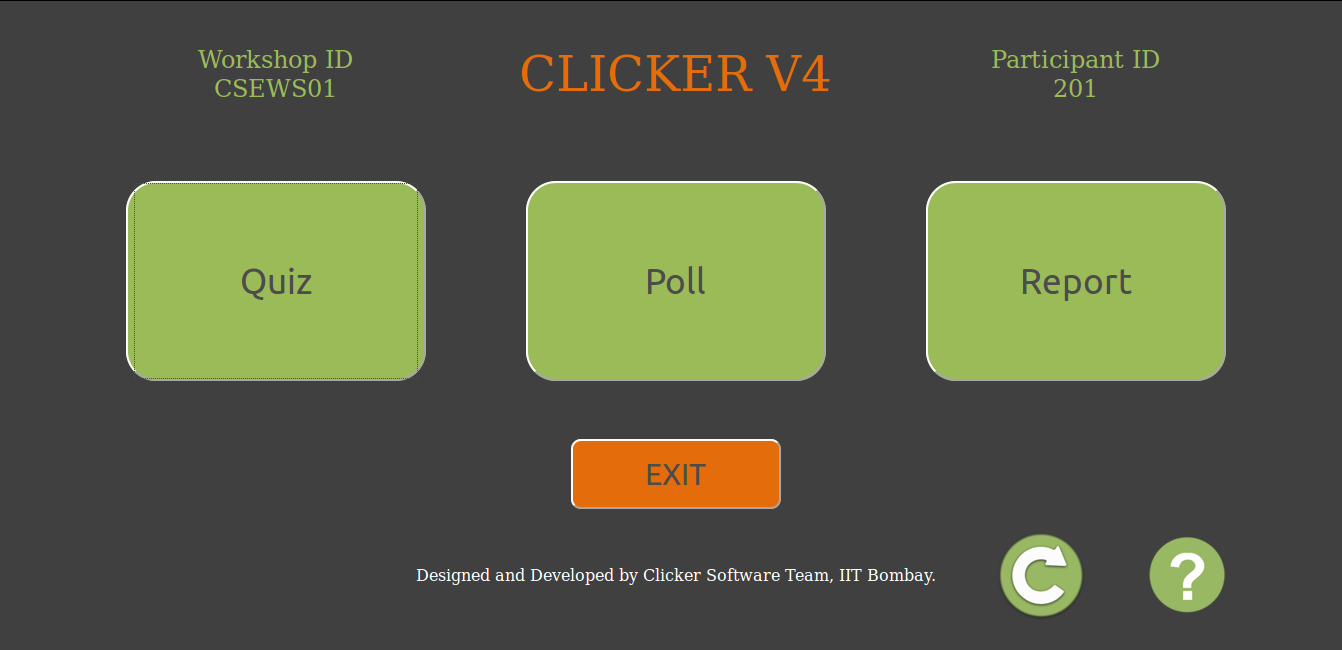 Workshop ID
CSEWS01
CLICKER V4
Participant ID
201
Quiz
Poll
Report
EXIT
Designed and Developed by Clicker Software Team, IIT Bombay.
?